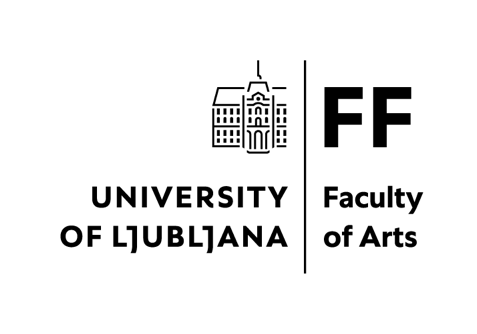 FF
UNIVERSITY
OF LJUBLJANA
Faculty
of Arts